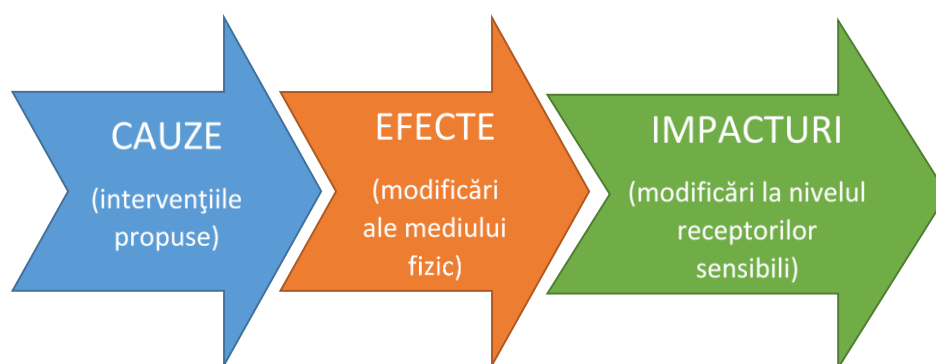 CAUZE
(intervenţiile
propuse)
EFECTE
(modificări
ale mediului
fizic)
IMPACTURI
(modificări la nivelul
receptorilor
sensibili)